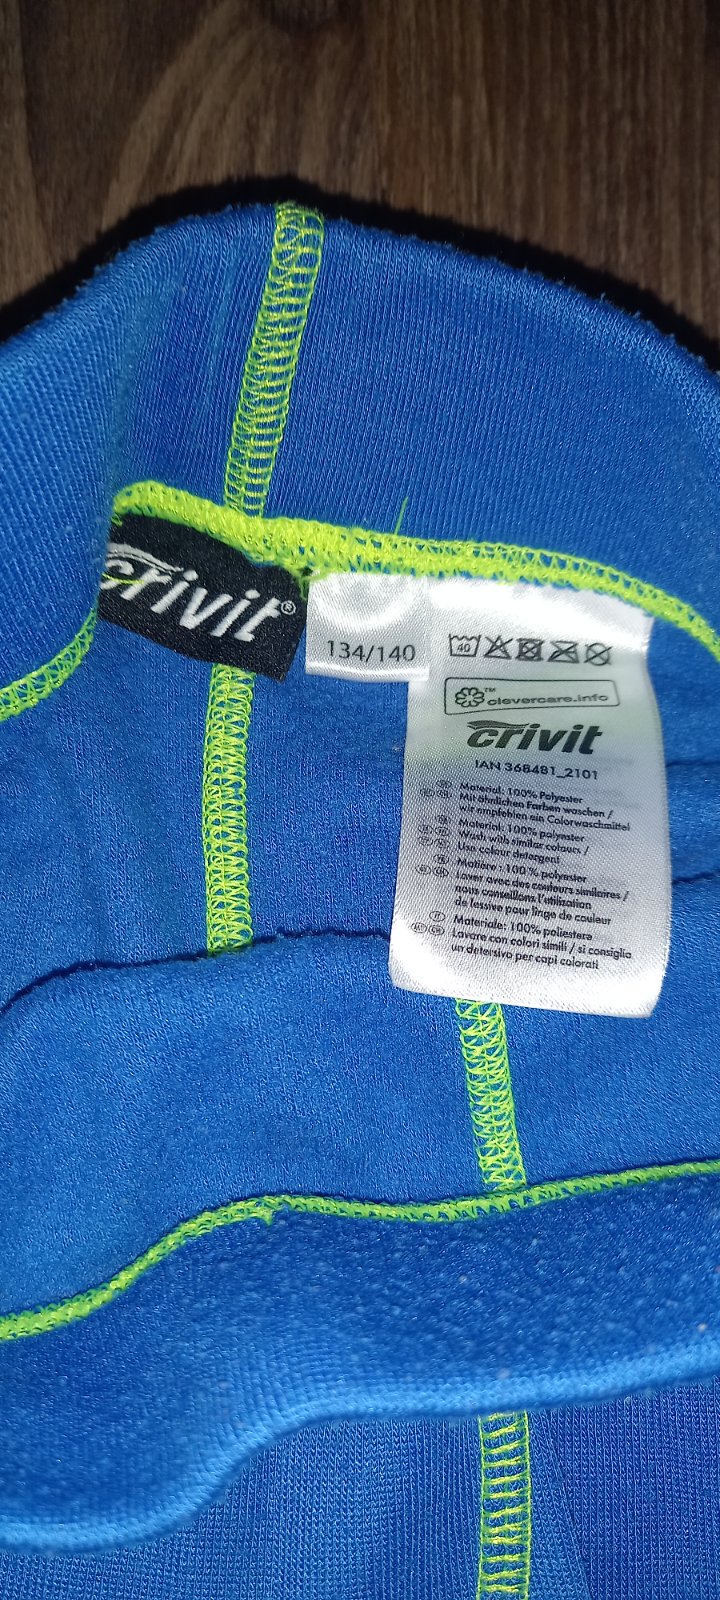 crivit®
134/140
40
clevercare.info
crivit
IAN 368481_2101
Material: 100% Polyester
Mit ähnlichen Farben waschen /
wir empfehlen ein Colorwaschmittel
Material: 100% polyester
Wash with similar colours /
Use colour detergent
Matière : 100 % polyester
Laver avec des couleurs similaires /
nous conseillons l'utilisation
de lessive pour linge de couleur
Materiale: 100% poliestere
Lavare con colori simili / si consiglia
un detersivo per capi colorati